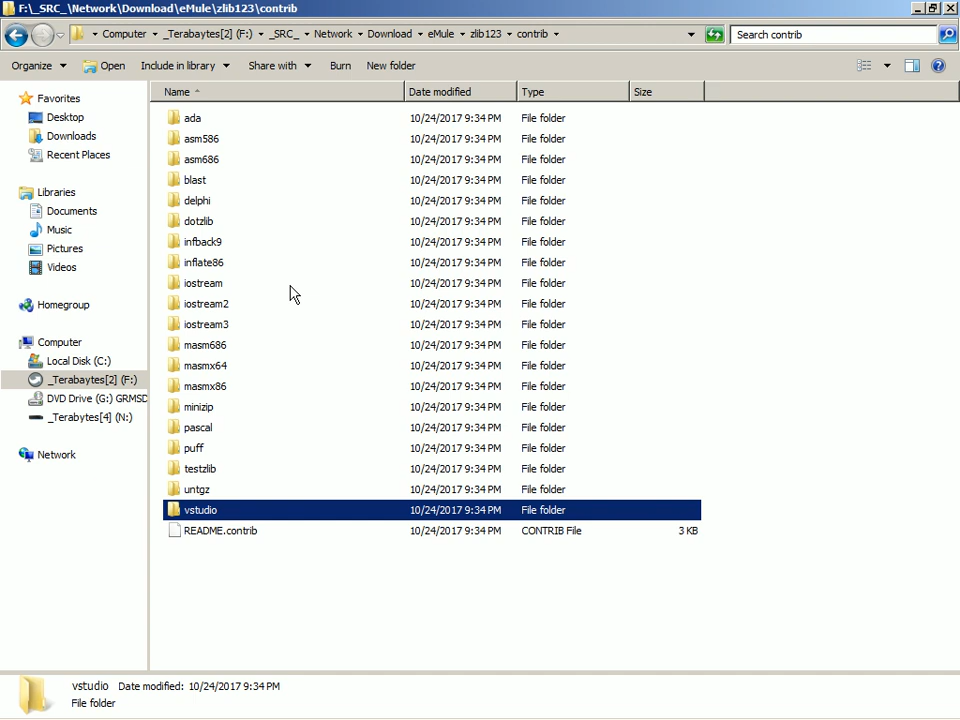 F:\_SRC_\Network\Download\eMule\zlib123\contrib
Computer _Terabaytes[2] (F:) _SRC_ Network Download eMule zlib123 contrib Search contrib
Organize Open Include in library Share with Burn New folder
Name Date modified Type Size
Favorites
Desktop
Downloads
Recent Places
Libraries
Documents
Music
Pictures
Videos
Homegroup
Computer
Local Disk (C:)
_Terabaytes[2] (F:)
DVD Drive (G:) GRMSD
_Terabytes[4] (N:)
Network
ada 10/24/2017 9:34 PM File folder
asm586 10/24/2017 9:34 PM File folder
asm686 10/24/2017 9:34 PM File folder
blast 10/24/2017 9:34 PM File folder
delphi 10/24/2017 9:34 PM File folder
dotzlib 10/24/2017 9:34 PM File folder
infback9 10/24/2017 9:34 PM File folder
inflate86 10/24/2017 9:34 PM File folder
iostream 10/24/2017 9:34 PM File folder
iostream2 10/24/2017 9:34 PM File folder
iostream3 10/24/2017 9:34 PM File folder
masm686 10/24/2017 9:34 PM File folder
masmx64 10/24/2017 9:34 PM File folder
masmx86 10/24/2017 9:34 PM File folder
minizip 10/24/2017 9:34 PM File folder
pascal 10/24/2017 9:34 PM File folder
puff 10/24/2017 9:34 PM File folder
testzlib 10/24/2017 9:34 PM File folder
untgz 10/24/2017 9:34 PM File folder
vstudio 10/24/2017 9:34 PM File folder
README.contrib 10/24/2017 9:34 PM CONTRIB File 3 KB
vstudio Date modified: 10/24/2017 9:34 PM
File folder